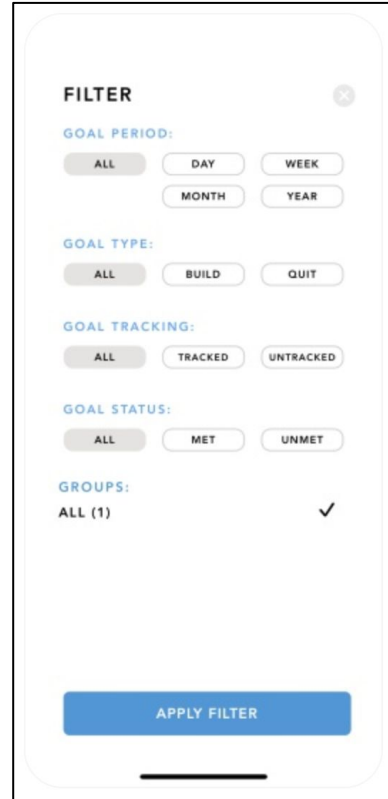 FILTER
GOAL PERIOD:
ALL DAY WEEK
MONTH YEAR
GOAL TYPE:
ALL BUILD QUIT
GOAL TRACKING:
ALL TRACKED UNTRACKED
GOAL STATUS:
ALL MET UNMET
GROUPS:
ALL (1)
APPLY FILTER